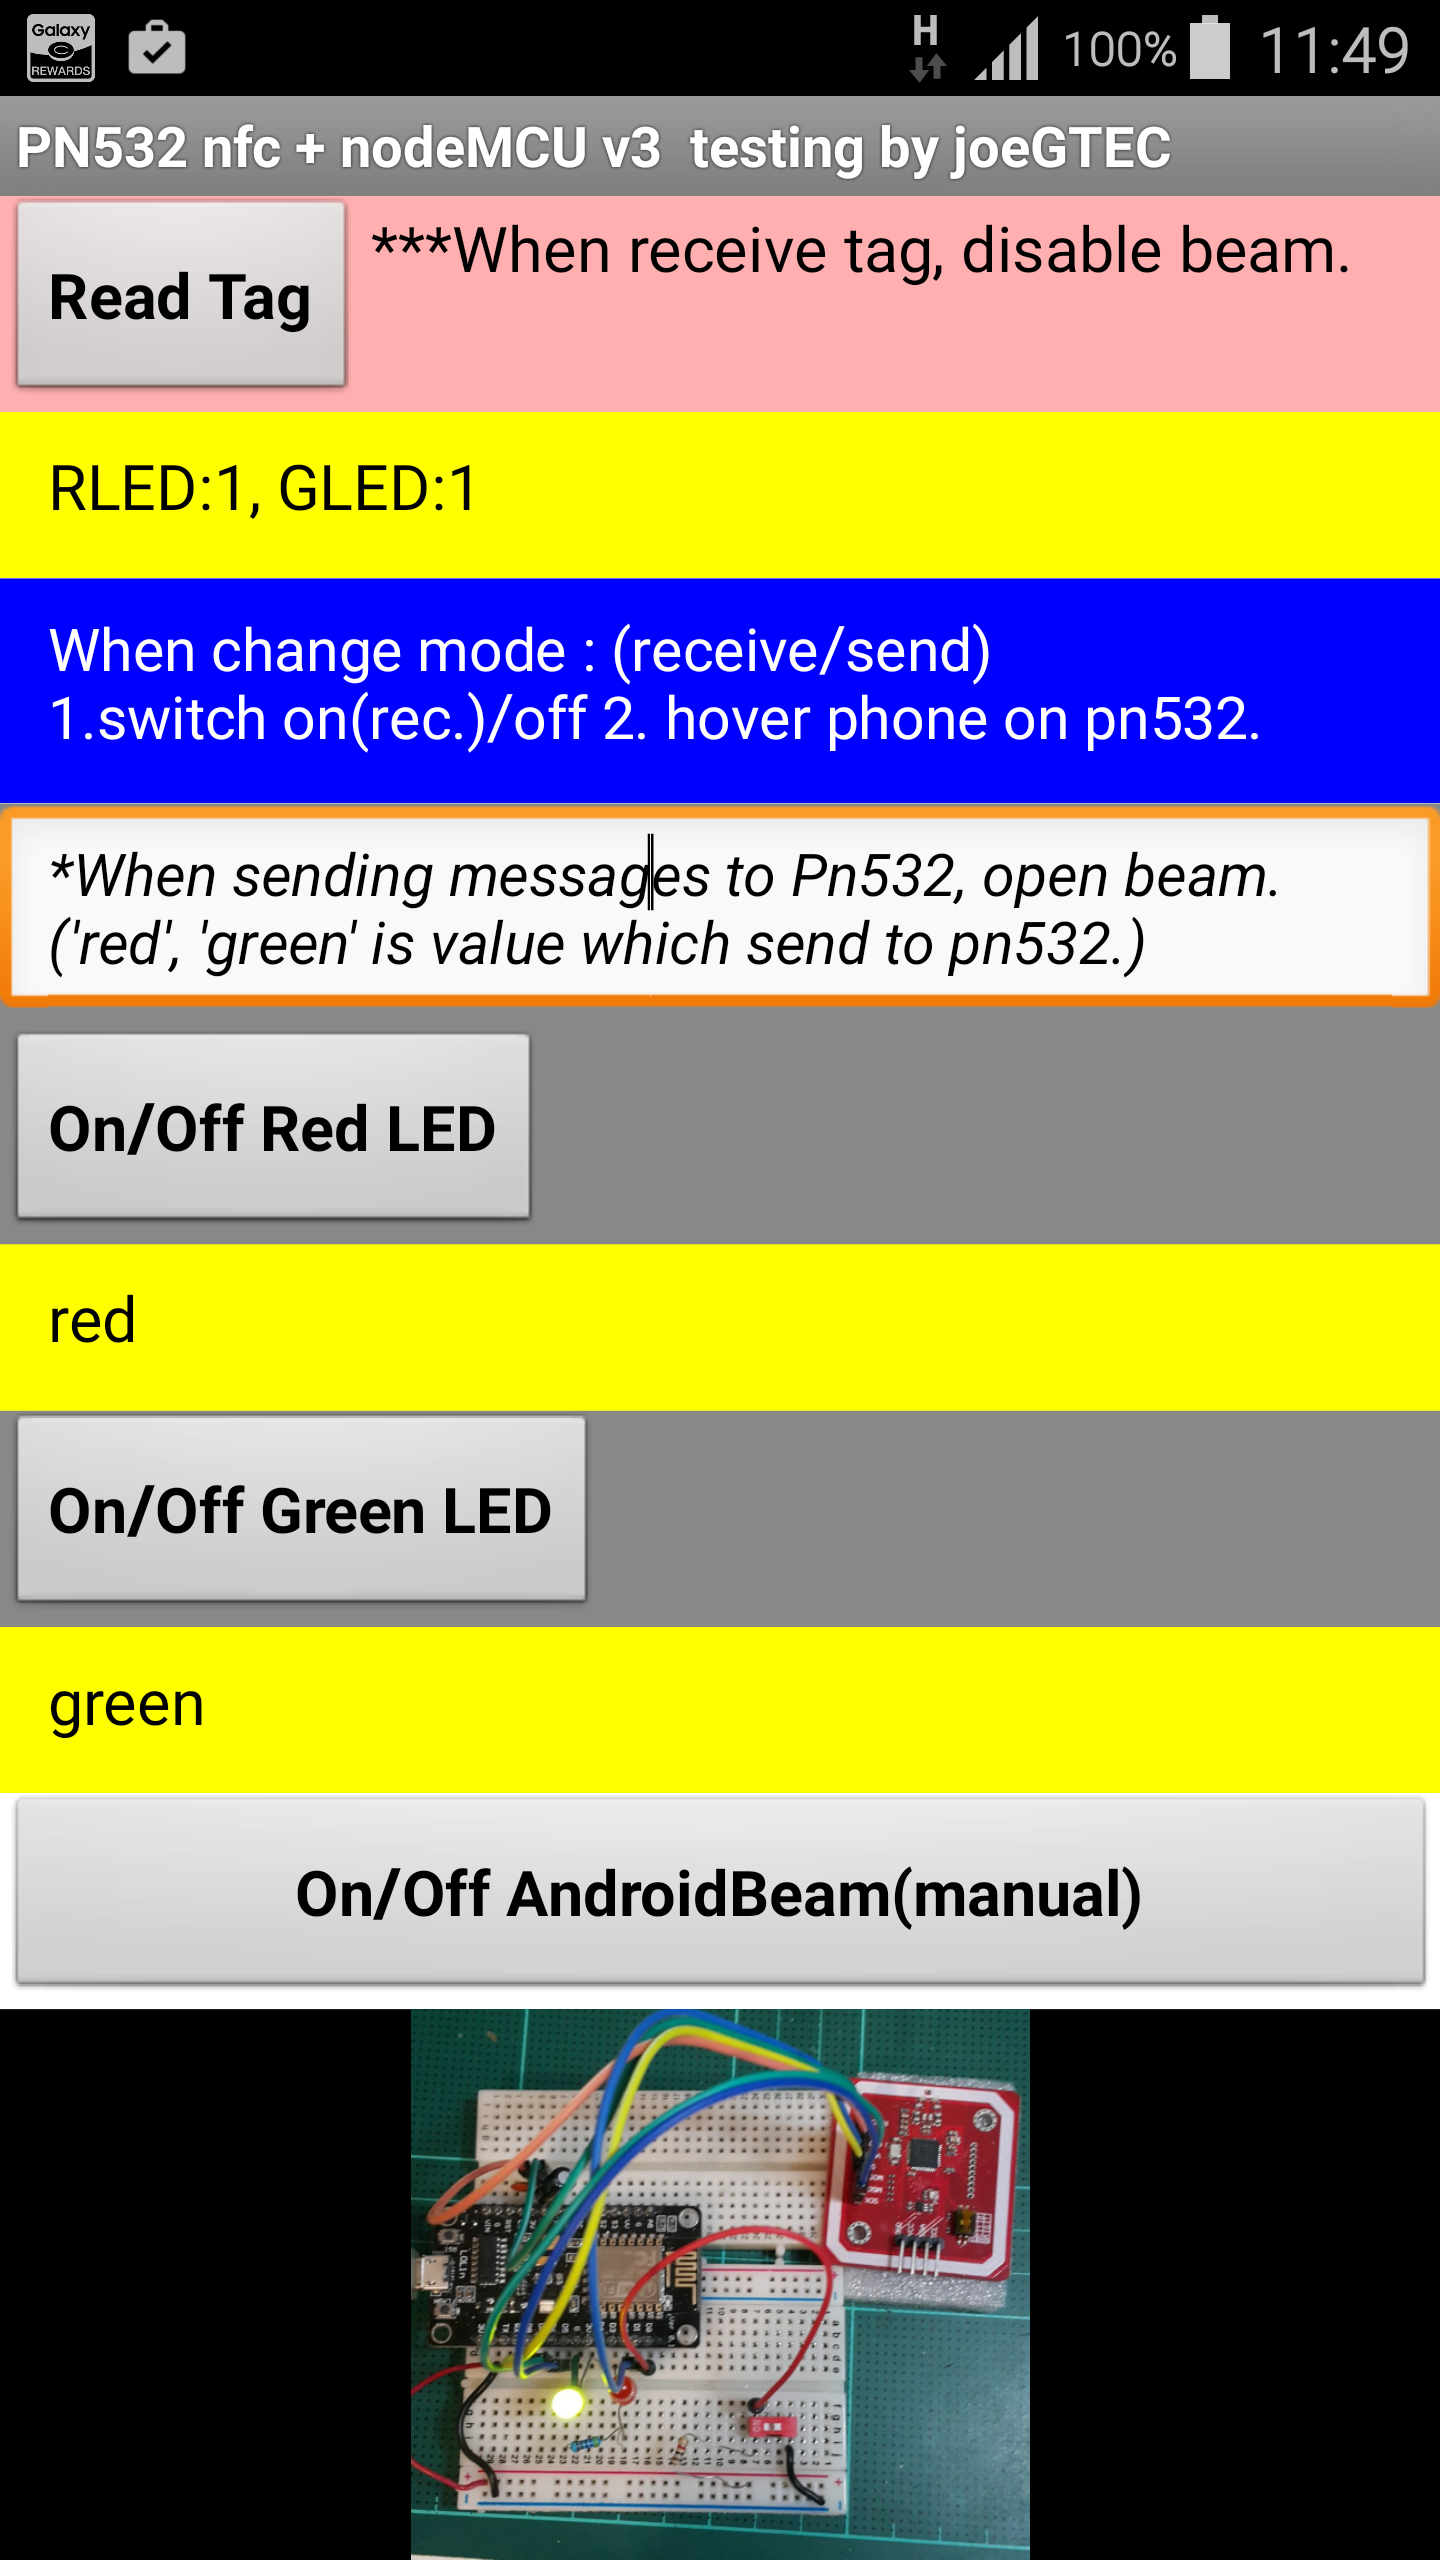 Galaxy
REWARDS
H
100%
11:49
PN532 nfc + nodeMCU v3  testing by joeGTEC
Read Tag
***When receive tag, disable beam.
RLED:1, GLED:1
When change mode : (receive/send)
1.switch on(rec.)/off 2. hover phone on pn532.
*When sending messages to Pn532, open beam.
('red', 'green' is value which send to pn532.)
On/Off Red LED
red
On/Off Green LED
green
On/Off AndroidBeam(manual)